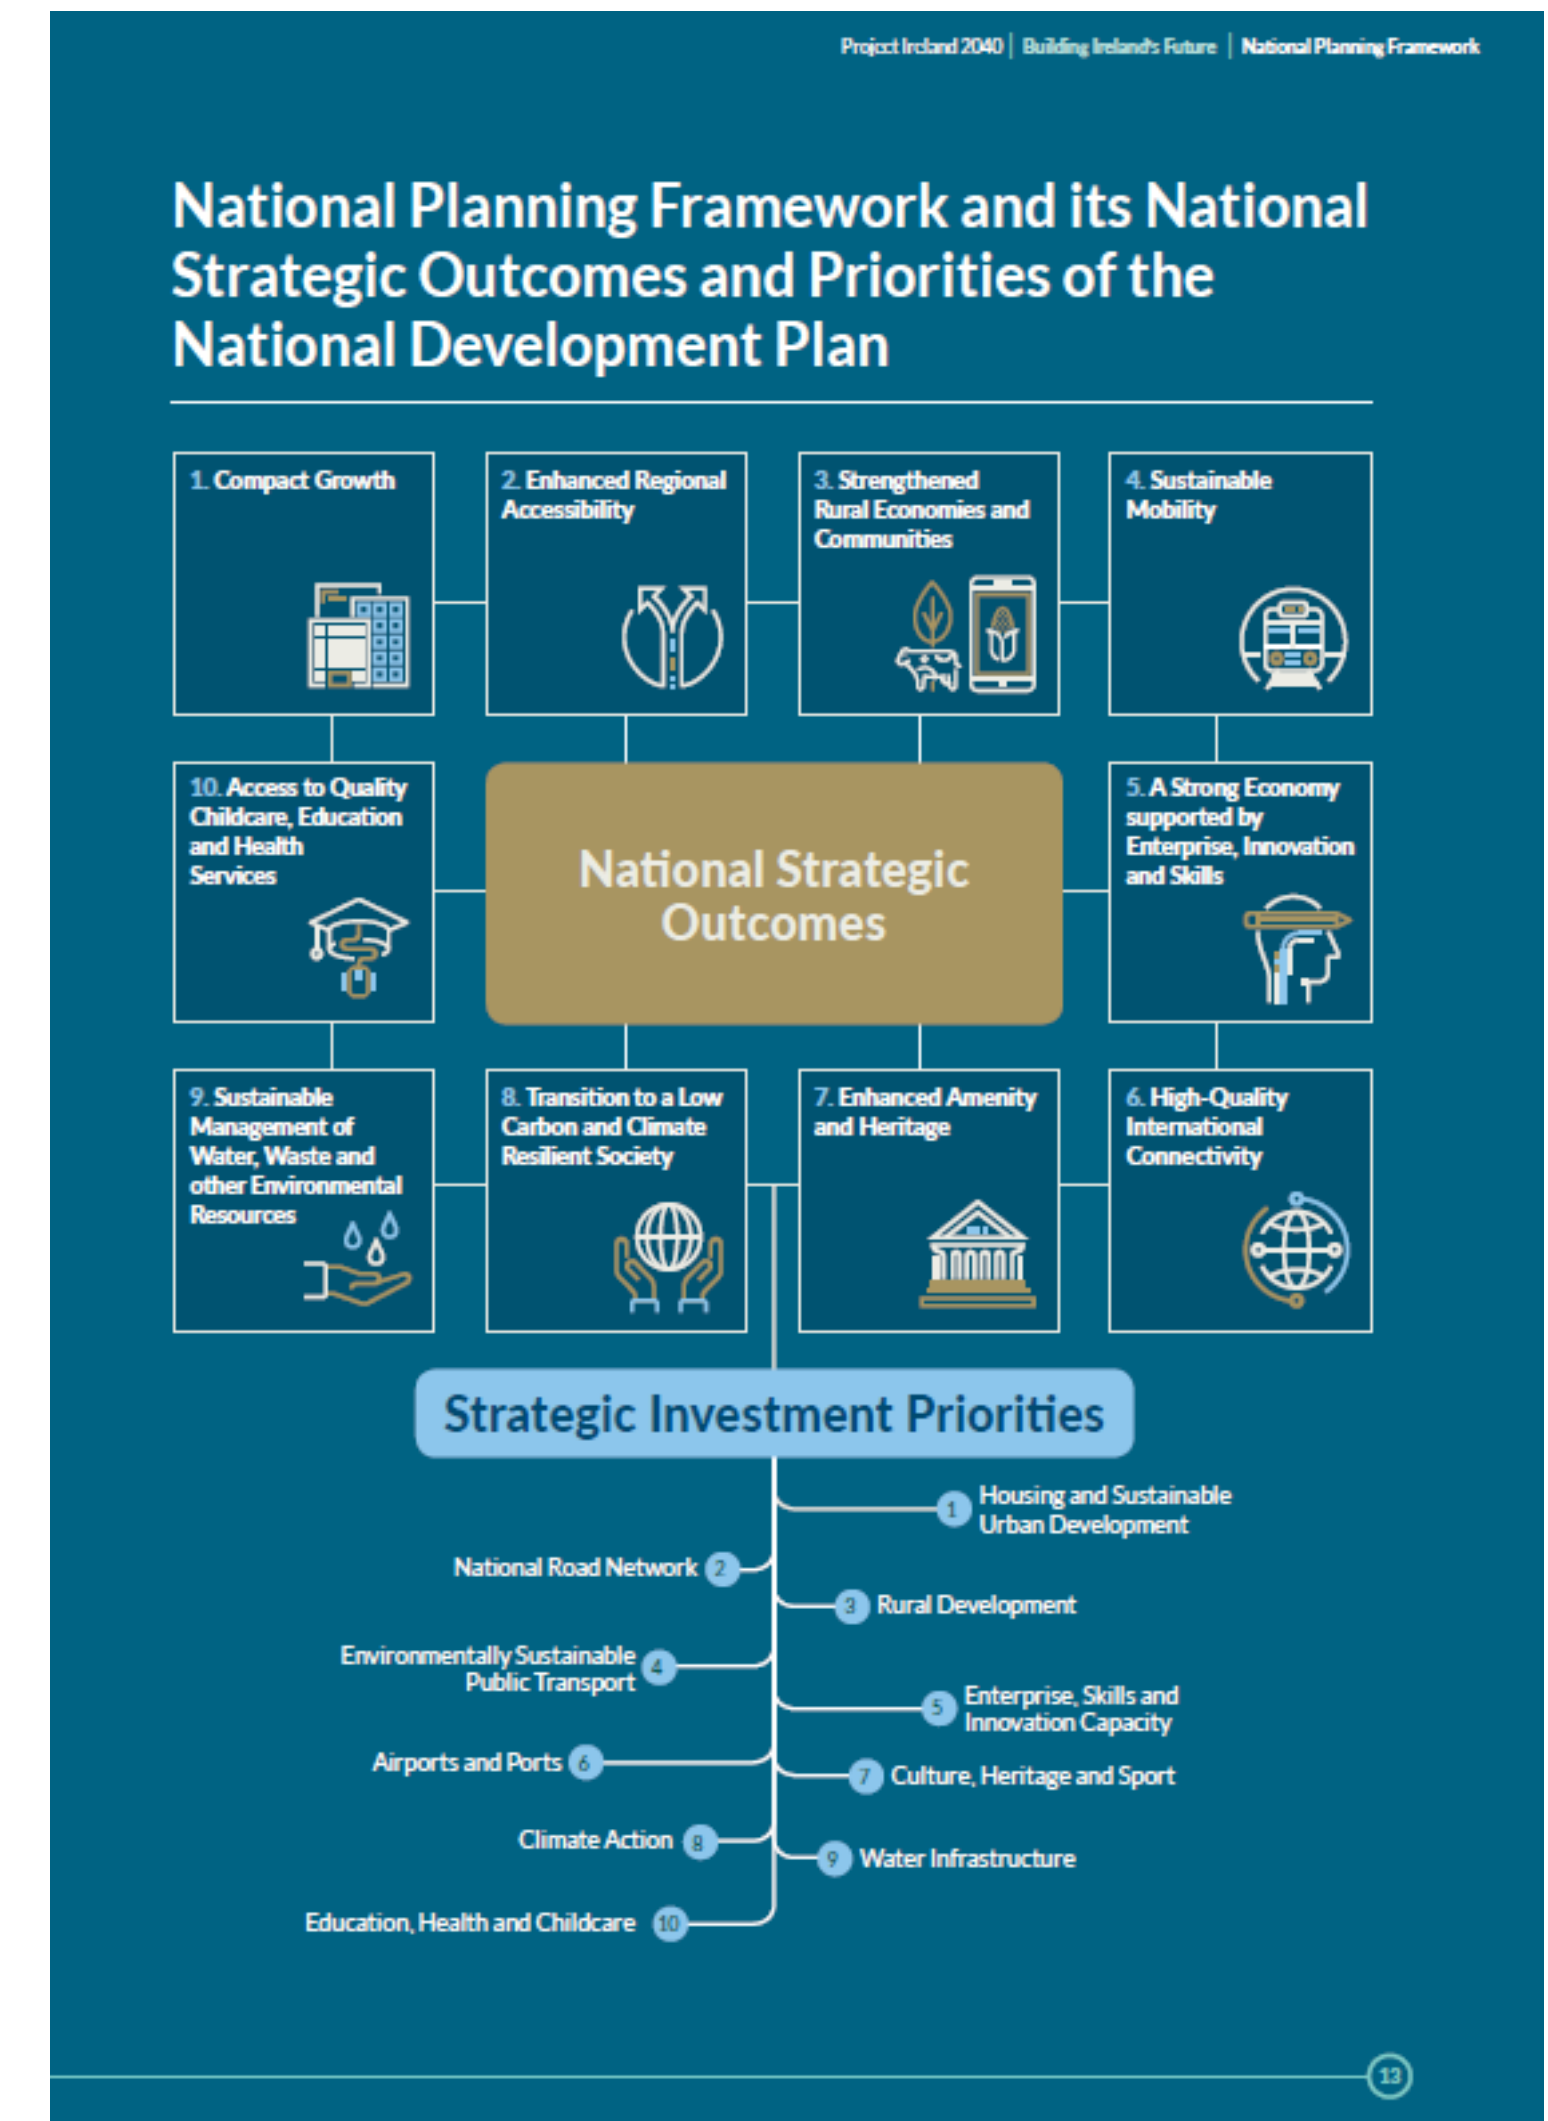 Project Ireland 2040 | Building Ireland's Future | National Planning Framework
National Planning Framework and its National
Strategic Outcomes and Priorities of the
National Development Plan
1. Compact Growth
2. Enhanced Regional
Accessibility
3. Strengthened
Rural Economies and
Communities
4. Sustainable
Mobility
10. Access to Quality
Childcare, Education
and Health
Services
National Strategic
Outcomes
5. A Strong Economy
supported by
Enterprise, Innovation
and Skills
9. Sustainable
Management of
Water, Waste and
other Environmental
Resources
8. Transition to a Low
Carbon and Climate
Resilient Society
7. Enhanced Amenity
and Heritage
6. High-Quality
International
Connectivity
Strategic Investment Priorities
1 Housing and Sustainable
Urban Development
National Road Network 2
3 Rural Development
Environmentally Sustainable
Public Transport 4
5 Enterprise, Skills and
Innovation Capacity
Airports and Ports 6
7 Culture, Heritage and Sport
Climate Action 8
9 Water Infrastructure
Education, Health and Childcare 10
13